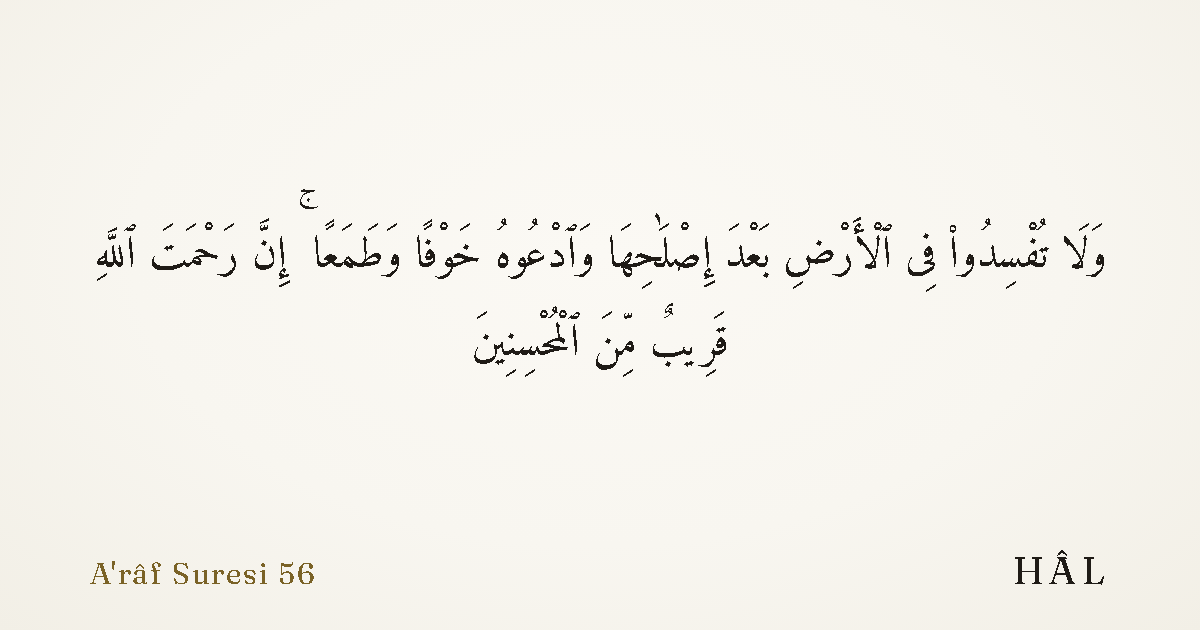 وَلَا تُفْسِدُوا۟ فِى ٱلْأَرْضِ بَعْدَ إِصْلَٰحِهَا وَٱدْعُوهُ خَوْفًا وَطَمَعًا ۚ إِنَّ رَحْمَتَ ٱللَّهِ
قَرِيبٌ مِّنَ ٱلْمُحْسِنِينَ
A'râf Suresi 56
HÂL